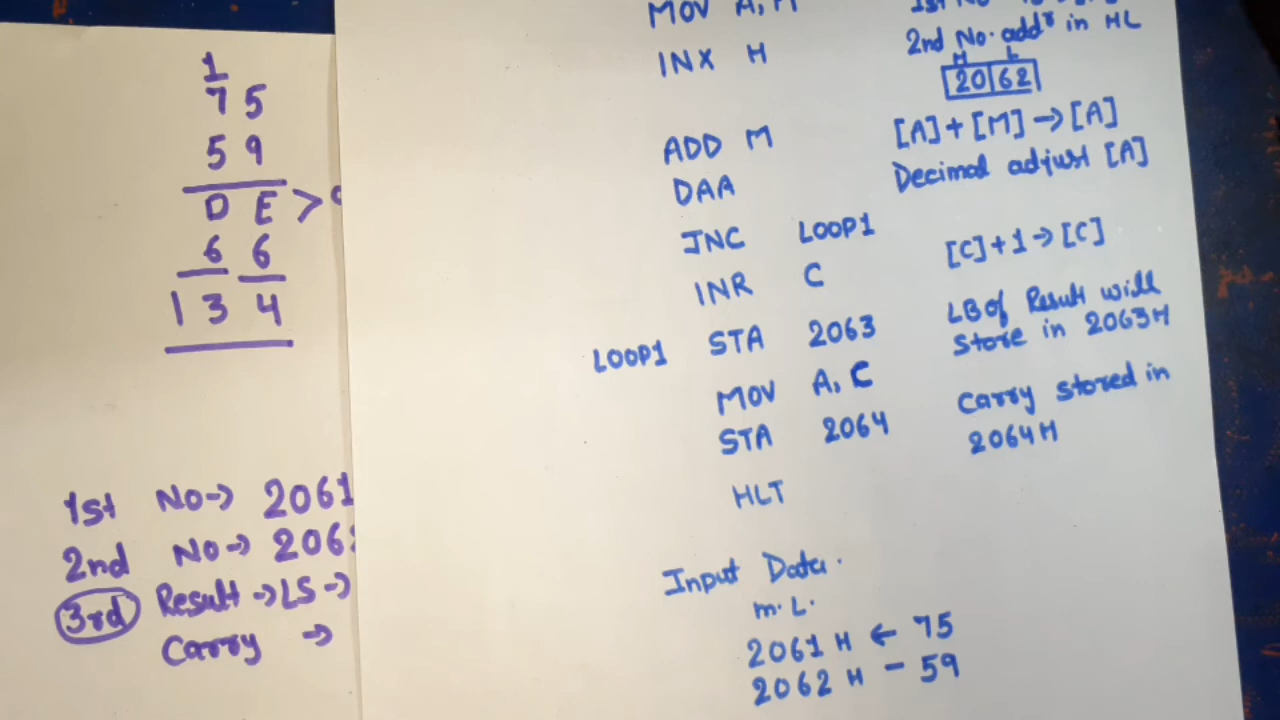 1
7 5
5 9
D E >
6 6
1 3 4
1st No → 2061
2nd No → 206
3rd Result → LS →
Carry →
MOV A, M
INX H
2nd No. addr in HL
H L
20 62
ADD M [A] + [M] → [A]
DAA Decimal adjust [A]
JNC LOOP1
INR C [C] + 1 → [C]
LOOP1 STA 2063 LB of Result will
store in 2063H
MOV A, C
STA 2064 Carry stored in
2064 H
HLT
Input Data.
m. L.
2061 H ← 75
2062 H - 59